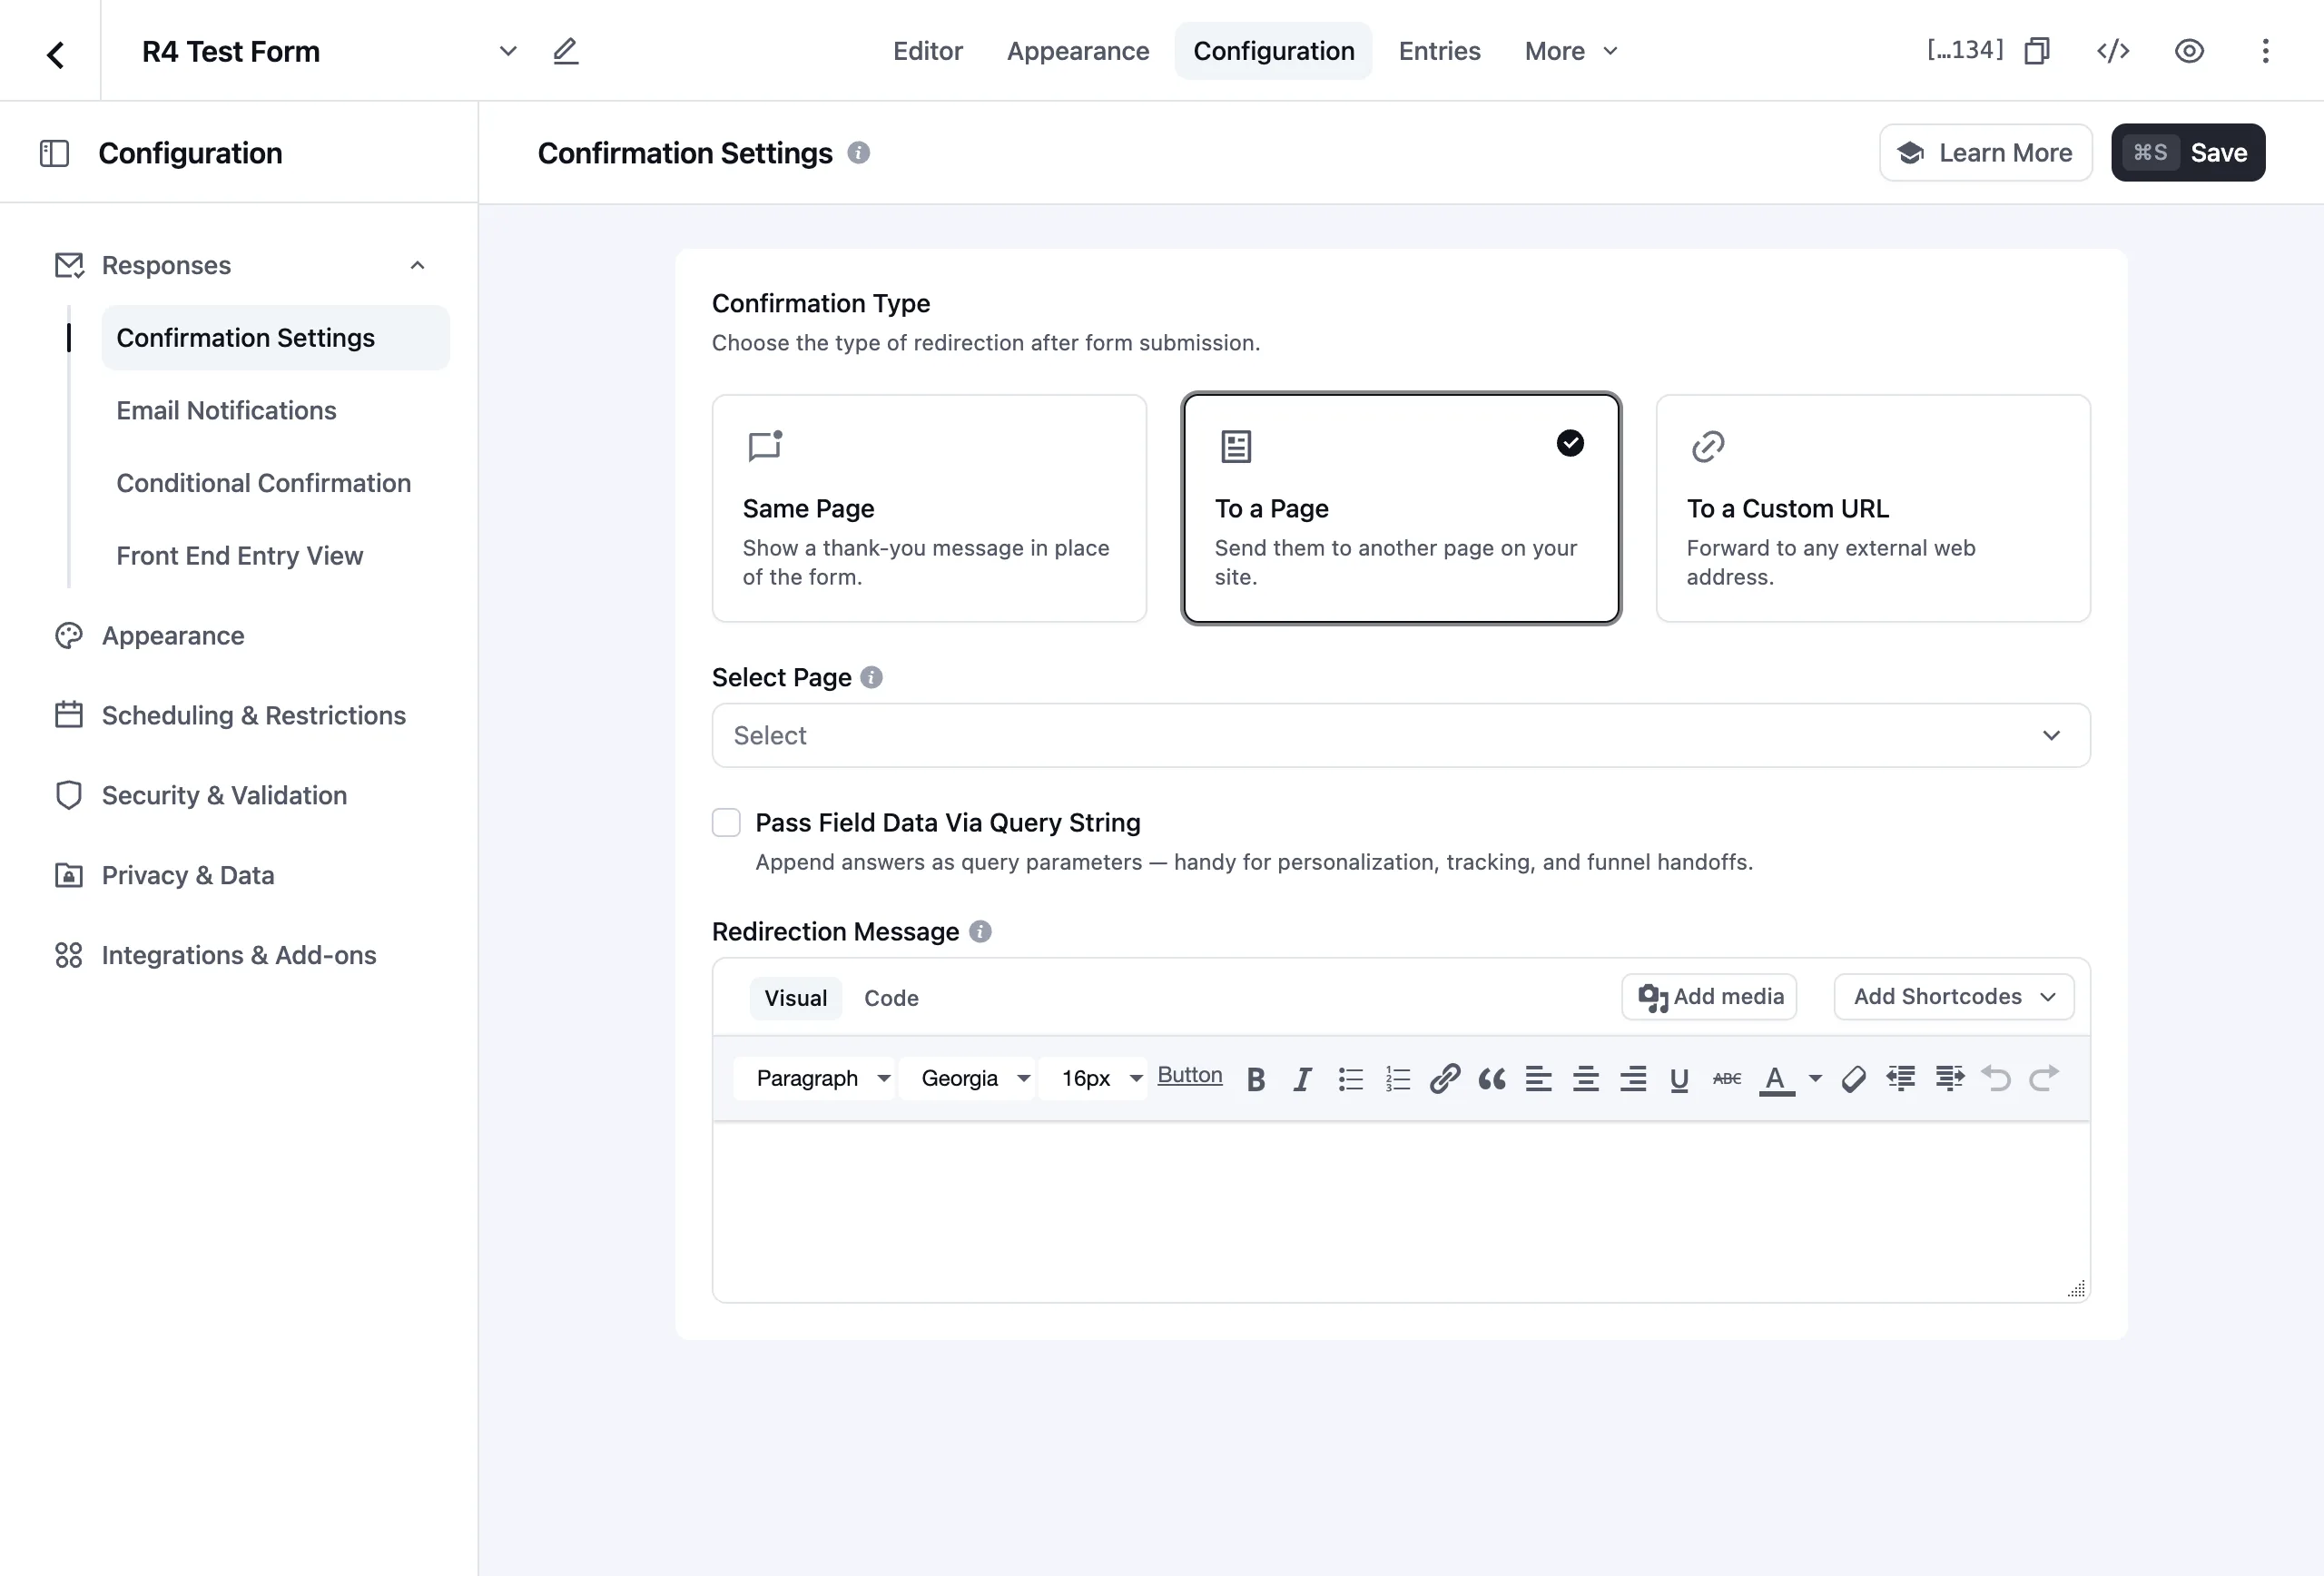 R4 Test Form
Editor
Appearance
Configuration
Entries
More
[…134]
</>
Configuration
Confirmation Settings
Learn More
⌘S Save
Responses
Confirmation Settings
Email Notifications
Conditional Confirmation
Front End Entry View
Appearance
Scheduling & Restrictions
Security & Validation
Privacy & Data
Integrations & Add-ons
Confirmation Type
Choose the type of redirection after form submission.
Same Page
Show a thank-you message in place
of the form.
To a Page
Send them to another page on your
site.
To a Custom URL
Forward to any external web
address.
Select Page
Select
Pass Field Data Via Query String
Append answers as query parameters — handy for personalization, tracking, and funnel handoffs.
Redirection Message
Visual
Code
Add media
Add Shortcodes
Paragraph
Georgia
16px
Button
B
I
U
ABC
A